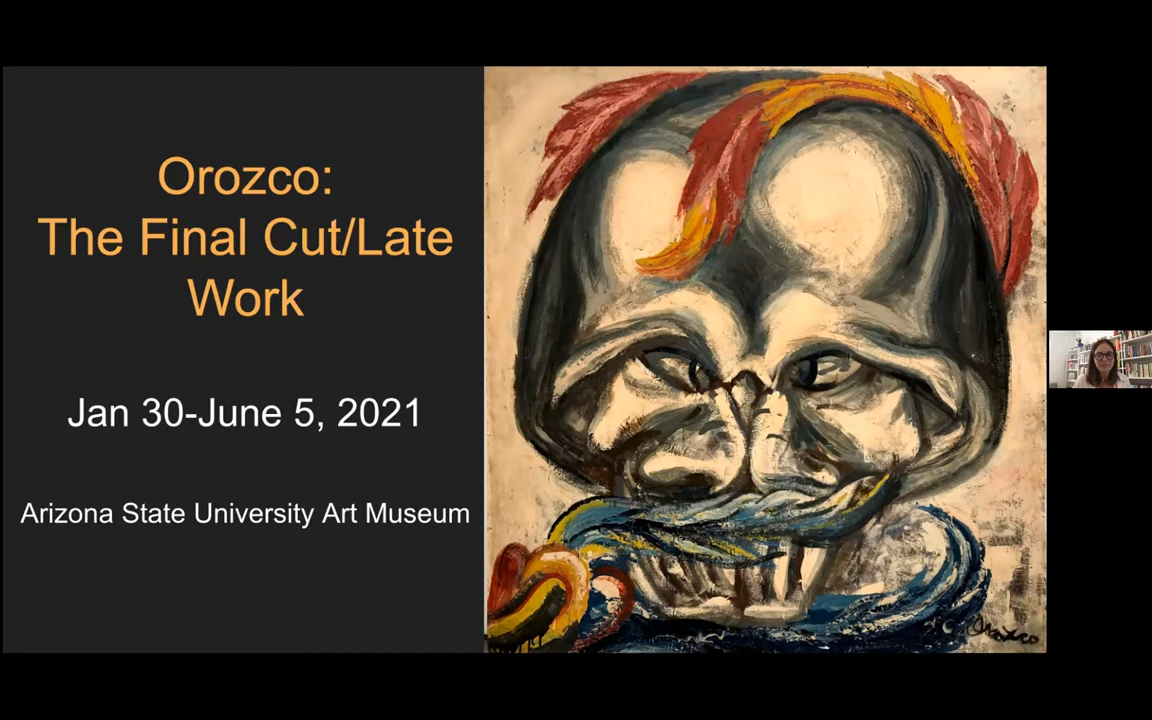 Orozco:
The Final Cut/Late
Work
Jan 30-June 5, 2021
Arizona State University Art Museum
Orozco